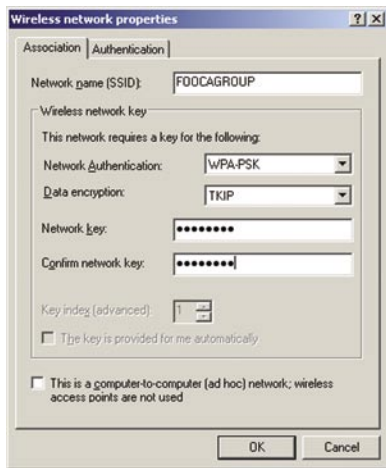 Wireless network properties
Association
Authentication
Network name (SSID):
FOOCAGROUP
Wireless network key
This network requires a key for the following:
Network Authentication:
WPA-PSK
Data encryption:
TKIP
Network key:
••••••••
Confirm network key:
••••••••
Key index (advanced):
1
The key is provided for me automatically
This is a computer-to-computer (ad hoc) network; wireless
access points are not used
OK
Cancel